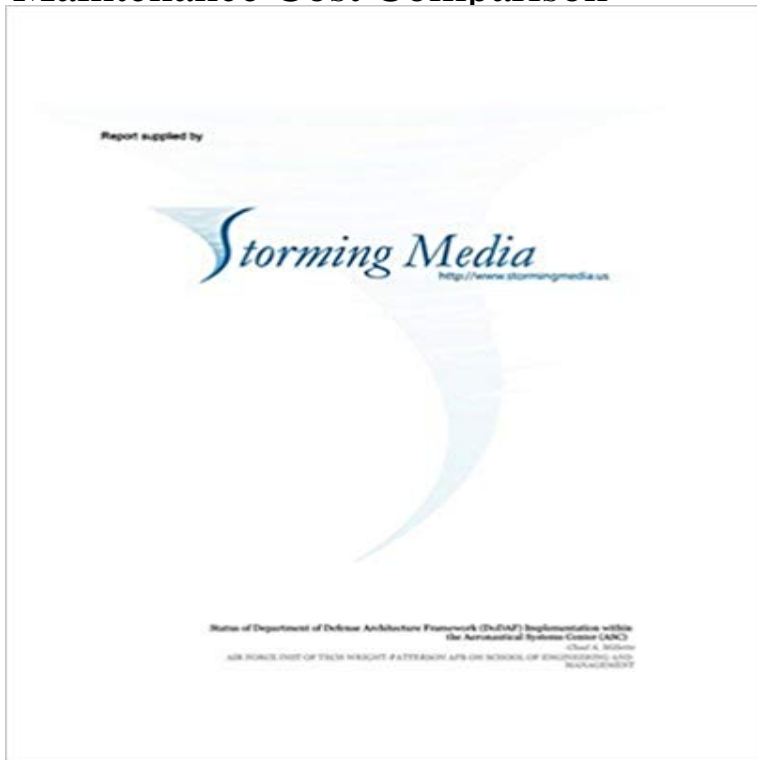 Maintenance Cost Comparison
Report supplied by
Storming Media
http://www.stormingmedia.us
Status of Department of Defense Architecture Framework (DoDAF) Implementation within
the Aeronautical Systems Center (ASC)
Chad A. Millette
AIR FORCE INST OF TECH WRIGHT-PATTERSON AFB OH SCHOOL OF ENGINEERING AND
MANAGEMENT